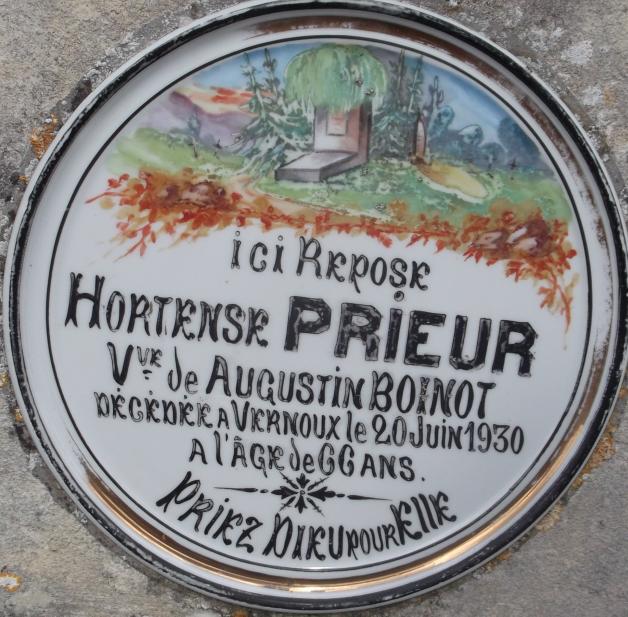 ici Repose
Hortense PRIEUR
Vve de AUGUSTIN BOINOT
DÉCÉDÉE A VERNOUX le 20 Juin 1930
A l'ÂGE de 66 ANS.
PRIEZ DIEU POUR Elle